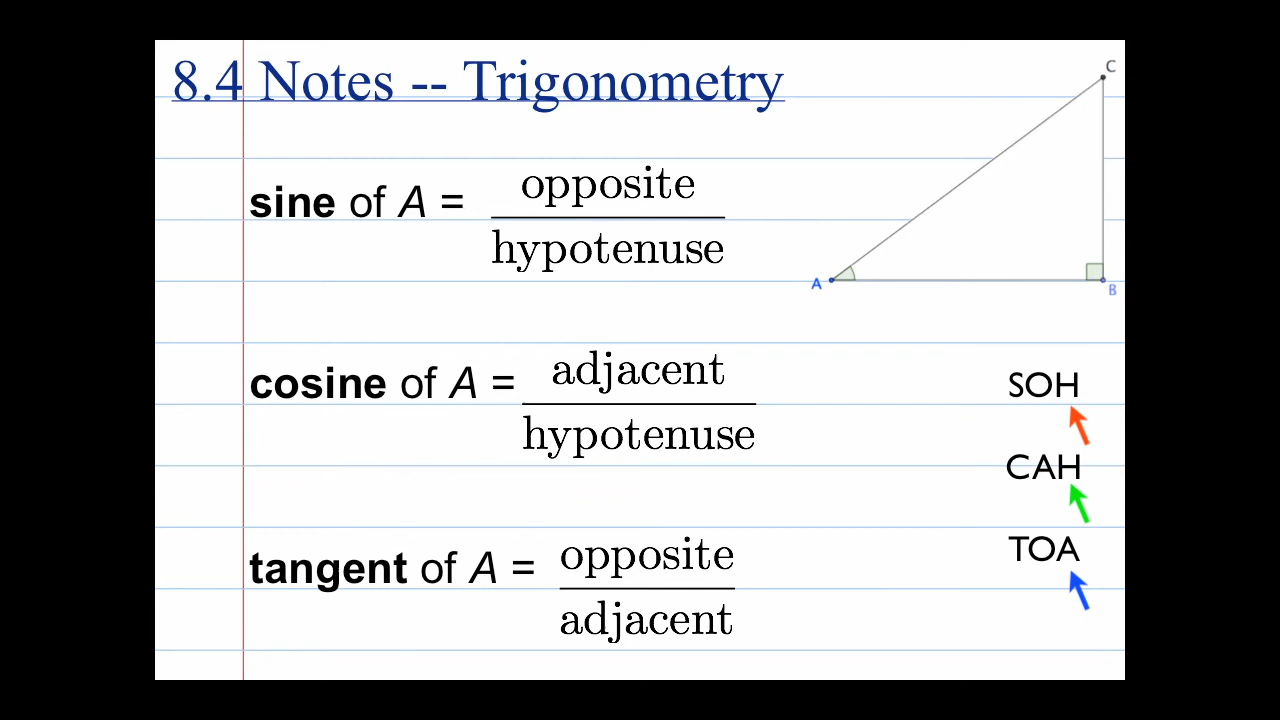 8.4 Notes -- Trigonometry
C
sine of A = opposite
hypotenuse
A
B
cosine of A = adjacent
hypotenuse
SOH
CAH
TOA
tangent of A = opposite
adjacent